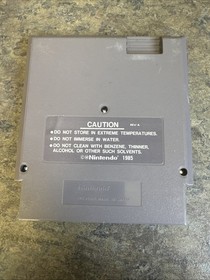 CAUTION
●DO NOT STORE IN EXTREME TEMPERATURES.
●DO NOT IMMERSE IN WATER.
●DO NOT CLEAN WITH BENZENE, THINNER,
ALCOHOL OR OTHER SUCH SOLVENTS.
©Nintendo 1985